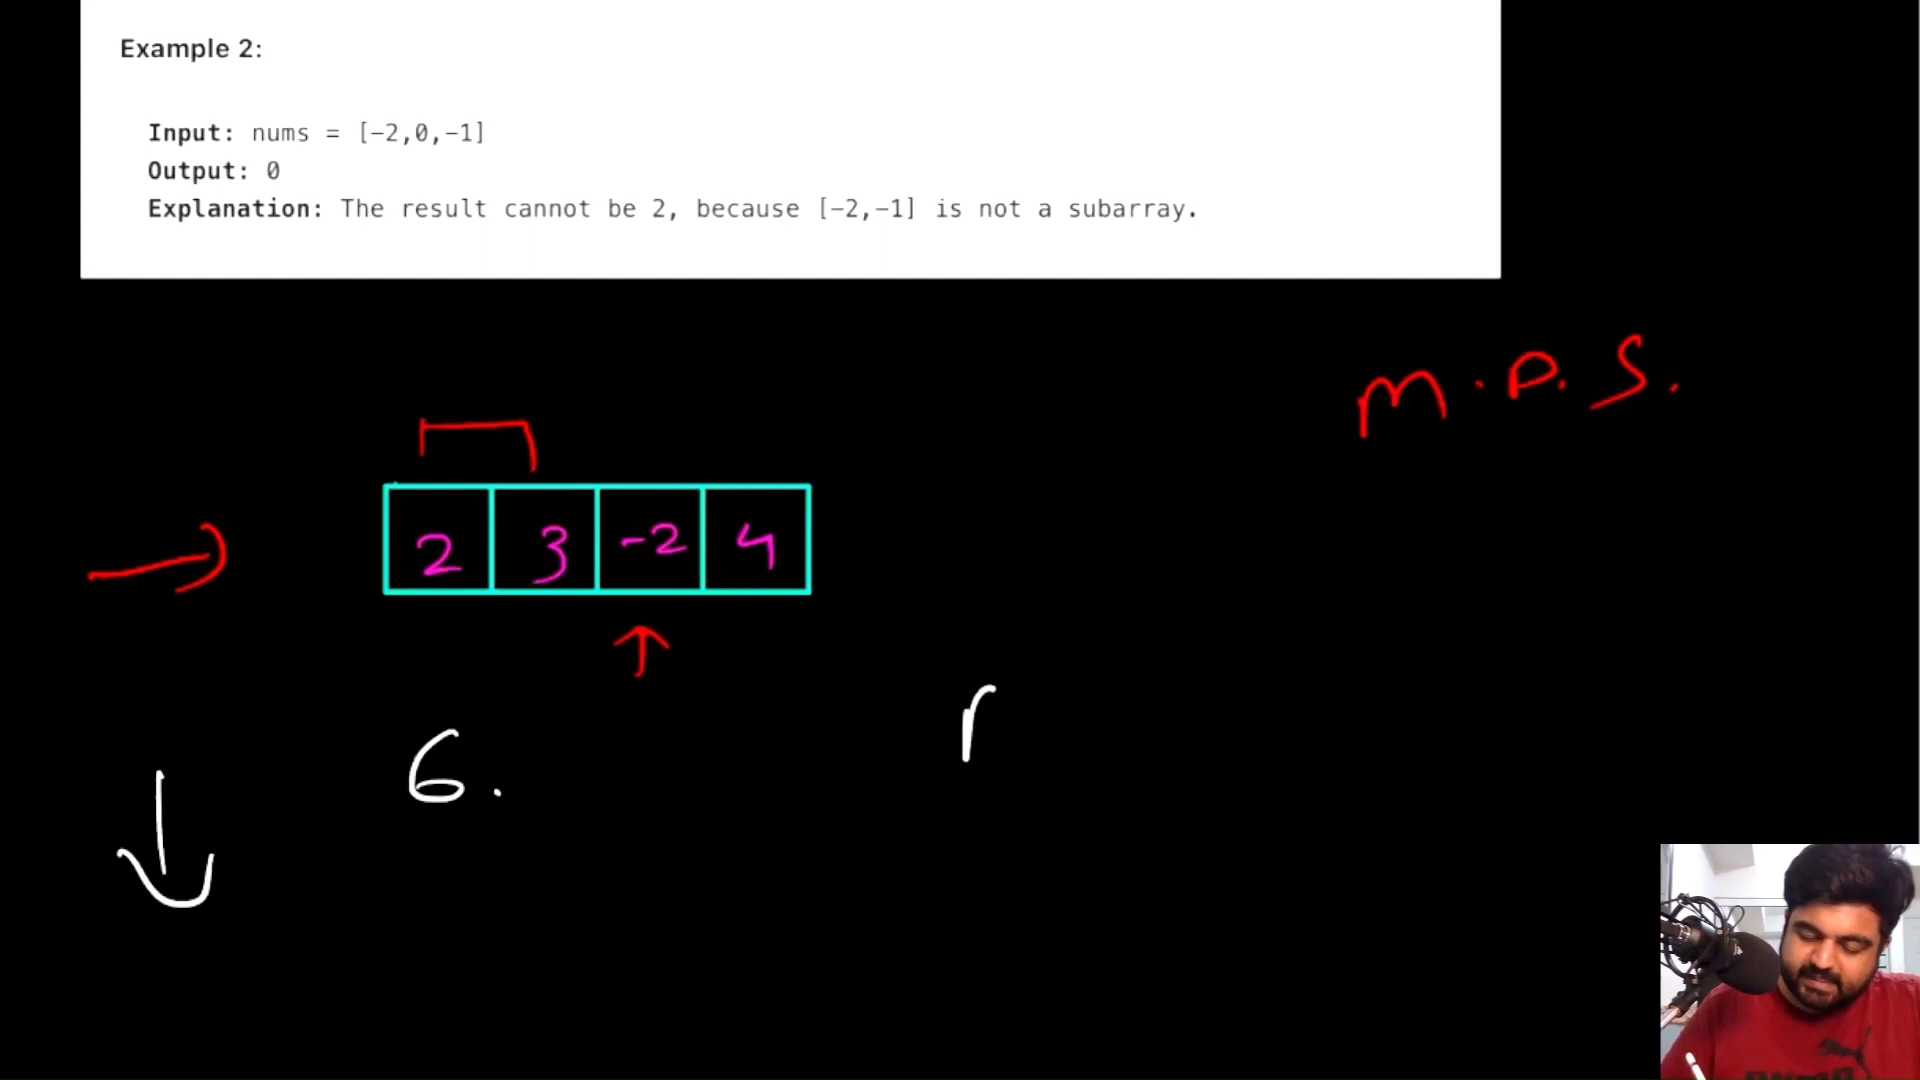 Example 2:
Input: nums = [-2,0,-1]
Output: 0
Explanation: The result cannot be 2, because [-2,-1] is not a subarray.
M.P.S.
2 3 -2 4
6.